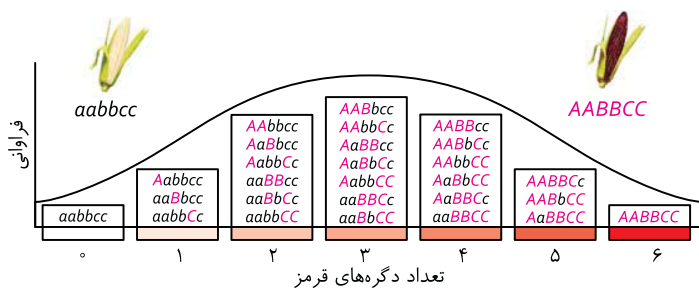 aabbcc
AABBCC
فراوانی
aabbcc
Aabbcc
aaBbcc
aabbCc
AAbbcc
AaBbcc
AabbCc
aaBBcc
aaBbCc
aabbCC
AABbcc
AAbbCc
AaBBcc
AaBbCc
AabbCC
aaBBCc
aaBbCC
AABBcc
AABbCc
AAbbCC
AaBbCC
AaBBCc
aaBBCC
AABBCc
AABbCC
AaBBCC
AABBCC
۰ ۱ ۲ ۳ ۴ ۵ ۶
تعداد دگره‌های قرمز